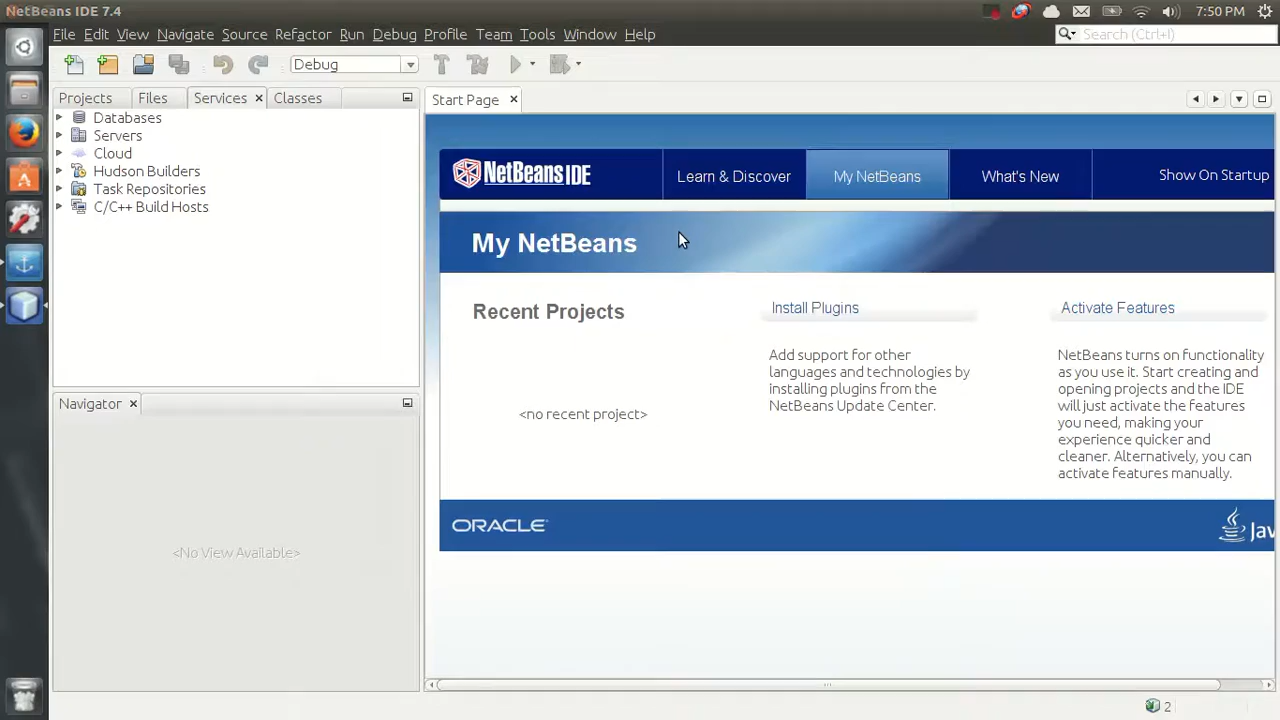 NetBeans IDE 7.4
7:50 PM
File Edit View Navigate Source Refactor Run Debug Profile Team Tools Window Help
Search (Ctrl+I)
Debug
Projects Files Services Classes
Databases
Servers
Cloud
Hudson Builders
Task Repositories
C/C++ Build Hosts
Navigator
<No View Available>
Start Page
NetBeans IDE
Learn & Discover
My NetBeans
What's New
Show On Startup
My NetBeans
Recent Projects
<no recent project>
Install Plugins
Add support for other
languages and technologies by
installing plugins from the
NetBeans Update Center.
Activate Features
NetBeans turns on functionality
as you use it. Start creating and
opening projects and the IDE
will just activate the features
you need, making your
experience quicker and
cleaner. Alternatively, you can
activate features manually.
ORACLE
Jav
2